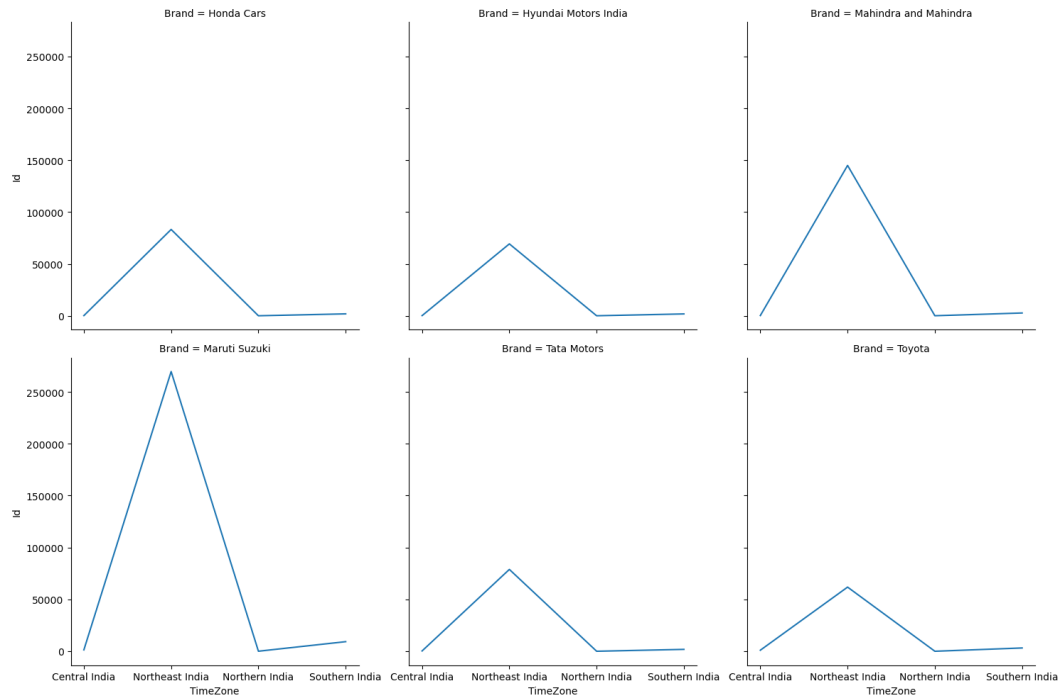 Brand = Honda Cars
Brand = Hyundai Motors India
Brand = Mahindra and Mahindra
250000
200000
150000
100000
50000
0
Id
Brand = Maruti Suzuki
Brand = Tata Motors
Brand = Toyota
250000
200000
150000
100000
50000
0
Id
Central India Northeast India Northern India Southern India
Central India Northeast India Northern India Southern India
Central India Northeast India Northern India Southern India
TimeZone
TimeZone
TimeZone